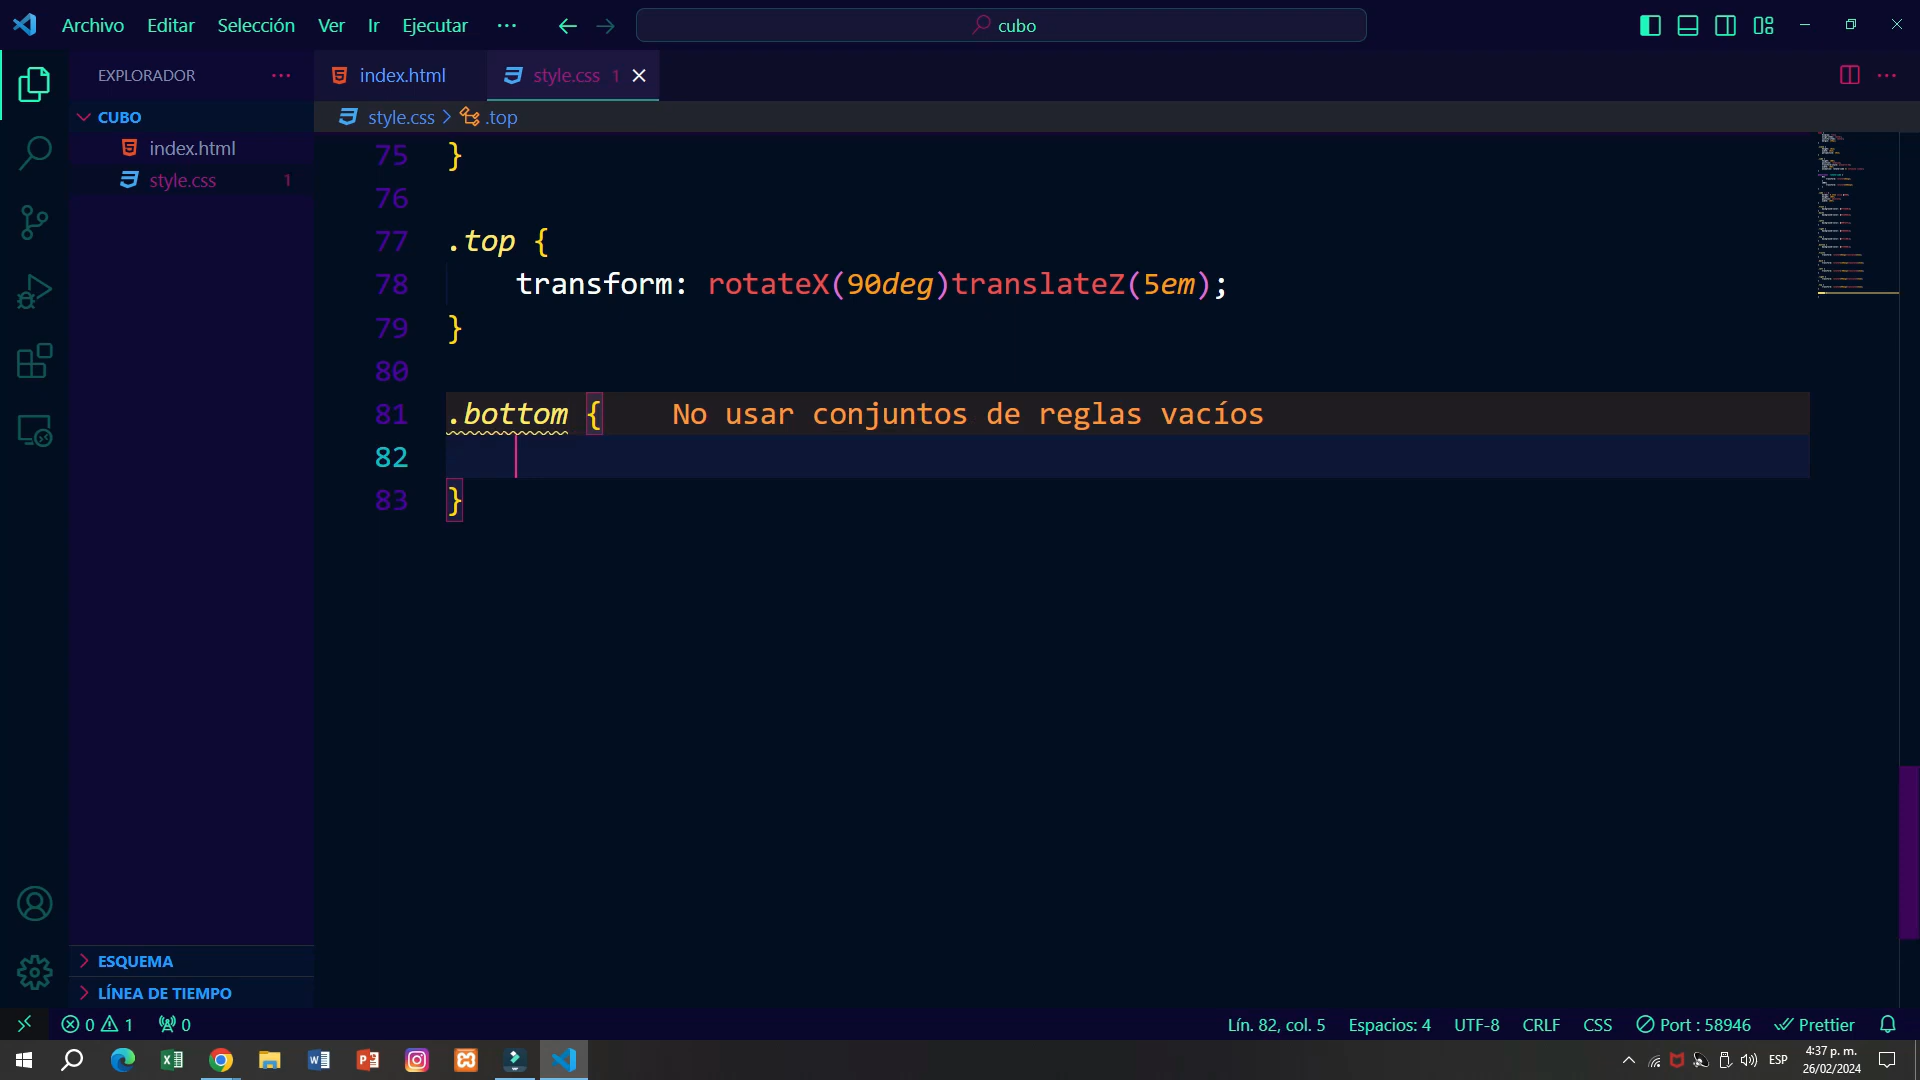 Archivo Editar Selección Ver Ir Ejecutar ··· cubo
EXPLORADOR ··· index.html style.css 1
CUBO style.css > .top
index.html
style.css 1
75 }
76
77 .top {
78 transform: rotateX(90deg)translateZ(5em);
79 }
80
81 .bottom { No usar conjuntos de reglas vacíos
82
83 }
ESQUEMA
LÍNEA DE TIEMPO
0 1 0 Lín. 82, col. 5 Espacios: 4 UTF-8 CRLF CSS Port : 58946 Prettier
ESP 4:37 p. m.
26/02/2024